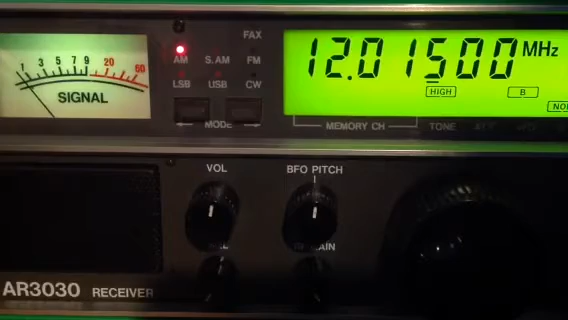 FAX
AM S.AM FM
LSB USB CW
MODE
1 3 5 7 9 20 60
SIGNAL
12.01500 MHz
HIGH B
MEMORY CH TONE
VOL BFO PITCH
AR3030 RECEIVER